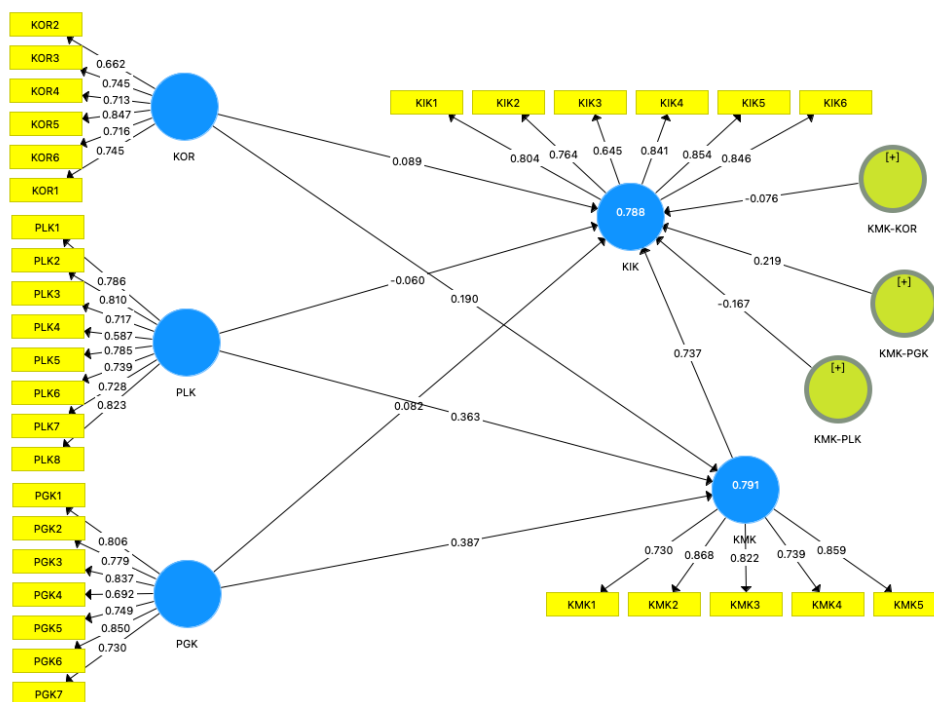 KOR2
KOR3
KOR4
KOR5
KOR6
KOR1
0.662
0.745
0.713
0.847
0.716
0.745
KOR
PLK1
PLK2
PLK3
PLK4
PLK5
PLK6
PLK7
PLK8
0.786
0.810
0.717
0.587
0.785
0.739
0.728
0.823
PLK
PGK1
PGK2
PGK3
PGK4
PGK5
PGK6
PGK7
0.806
0.779
0.837
0.692
0.749
0.850
0.730
PGK
0.089
-0.060
0.190
0.082
0.363
0.387
0.737
KIK1
KIK2
KIK3
KIK4
KIK5
KIK6
0.804
0.764
0.645
0.841
0.854
0.846
0.788
KIK
-0.076
0.219
-0.167
[+]
KMK-KOR
[+]
KMK-PGK
[+]
KMK-PLK
0.791
KMK
0.730
0.868
0.822
0.739
0.859
KMK1
KMK2
KMK3
KMK4
KMK5